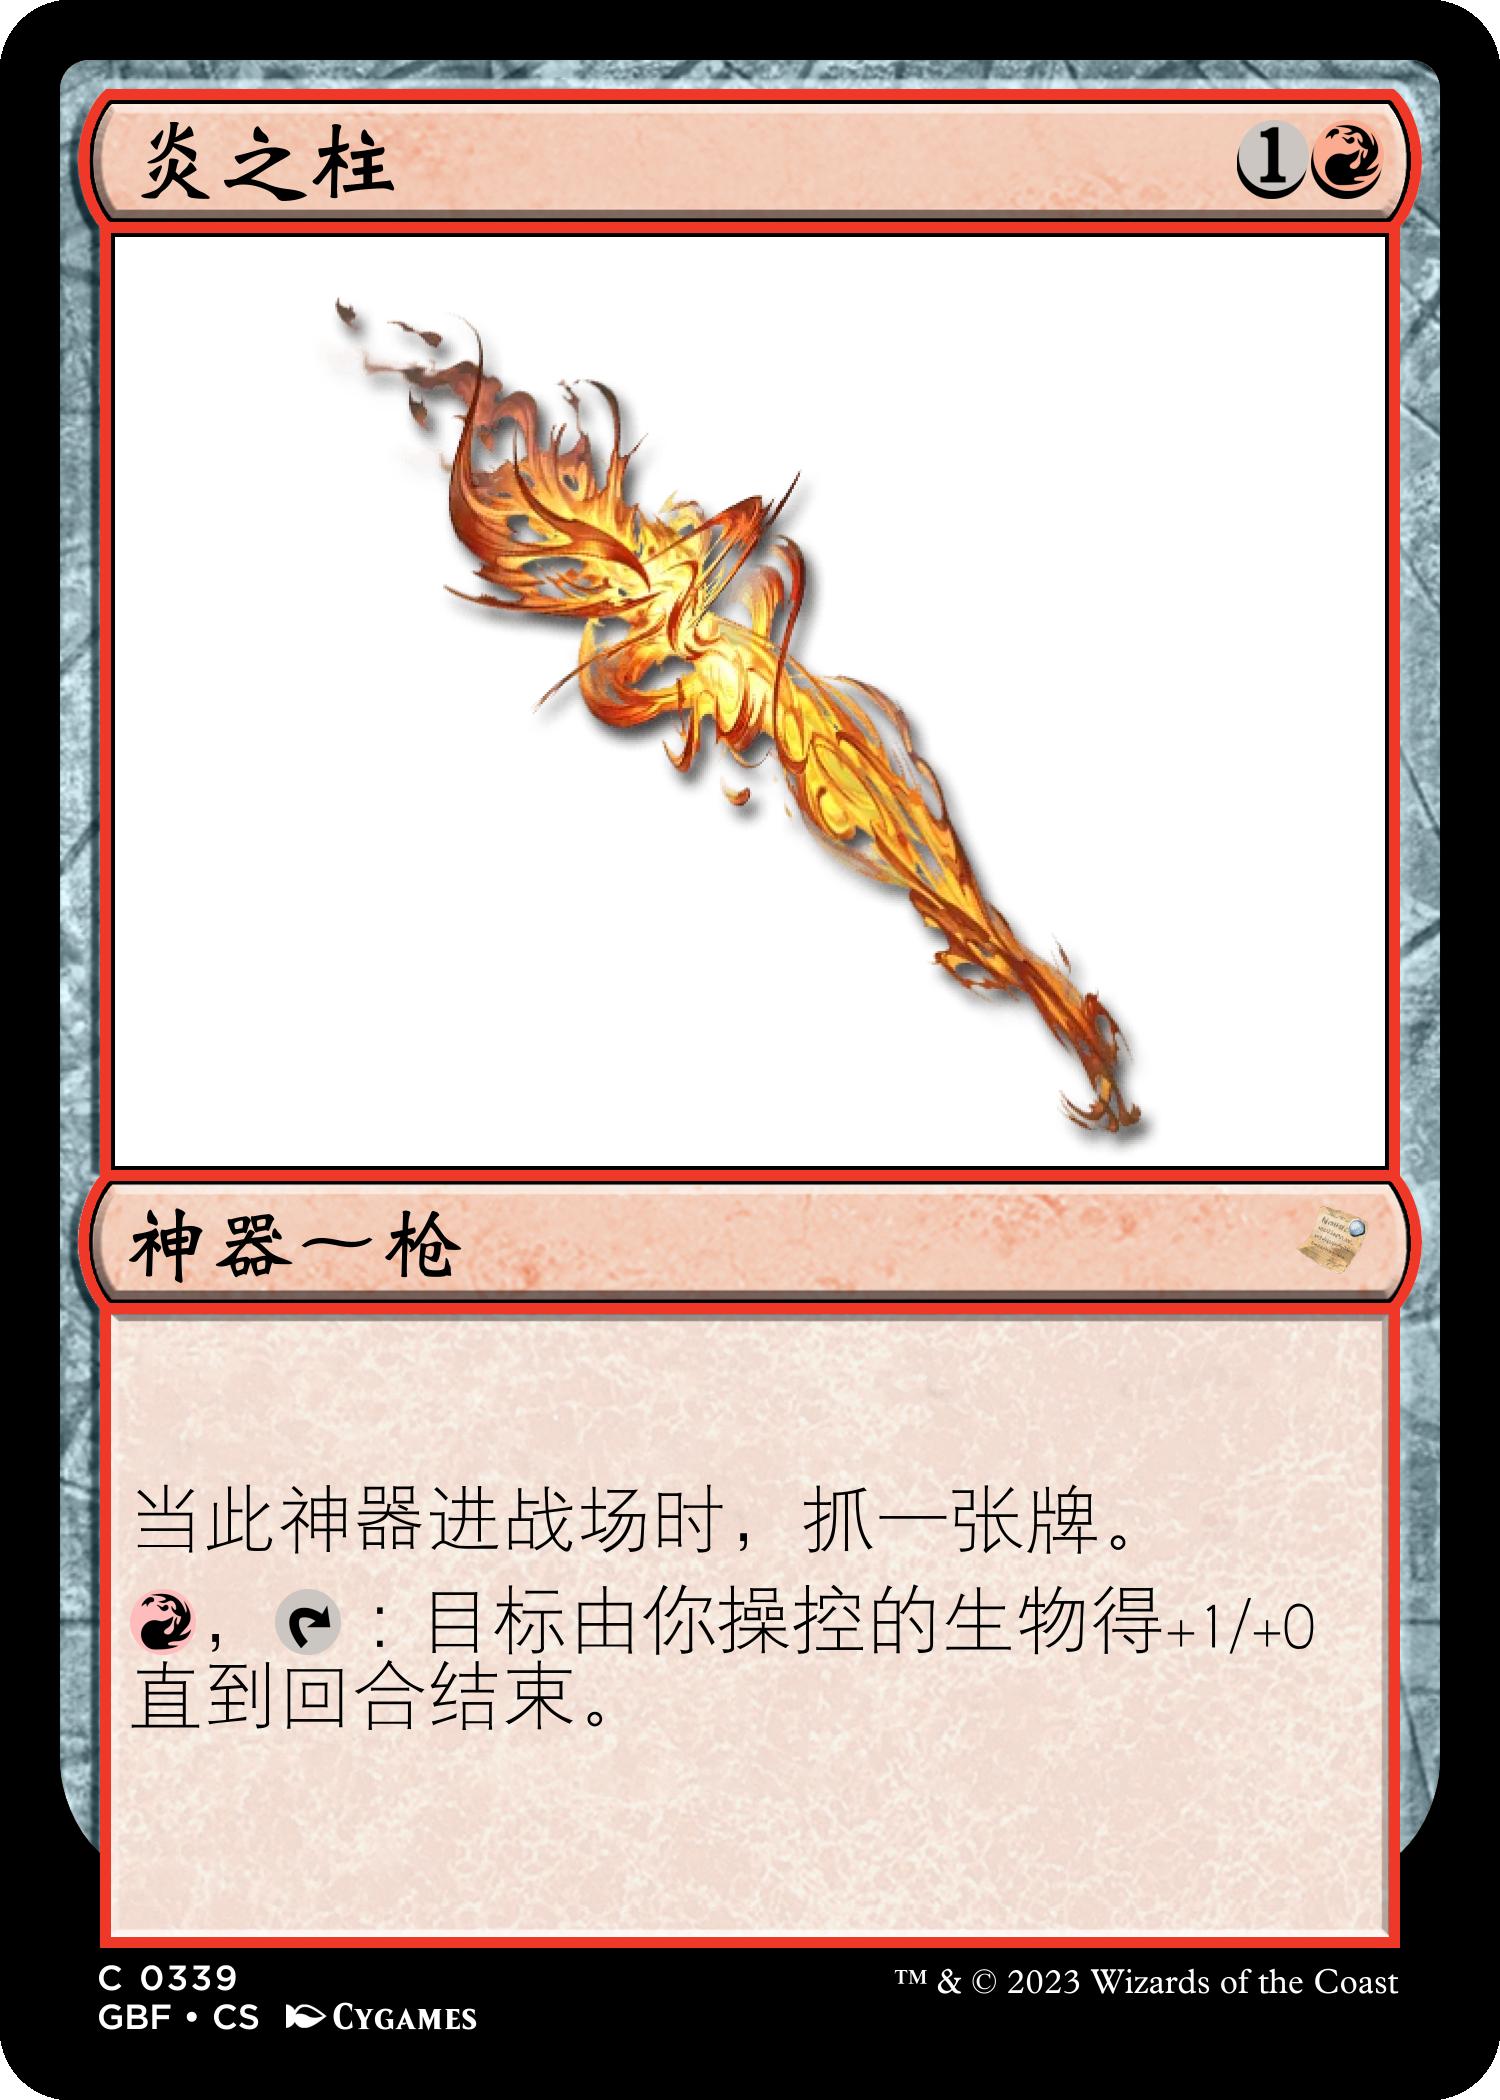 炎之柱 1
神器～枪
当此神器进战场时，抓一张牌。
，：目标由你操控的生物得+1/+0
直到回合结束。
C 0339
GBF • CS CYGAMES
™ & © 2023 Wizards of the Coast